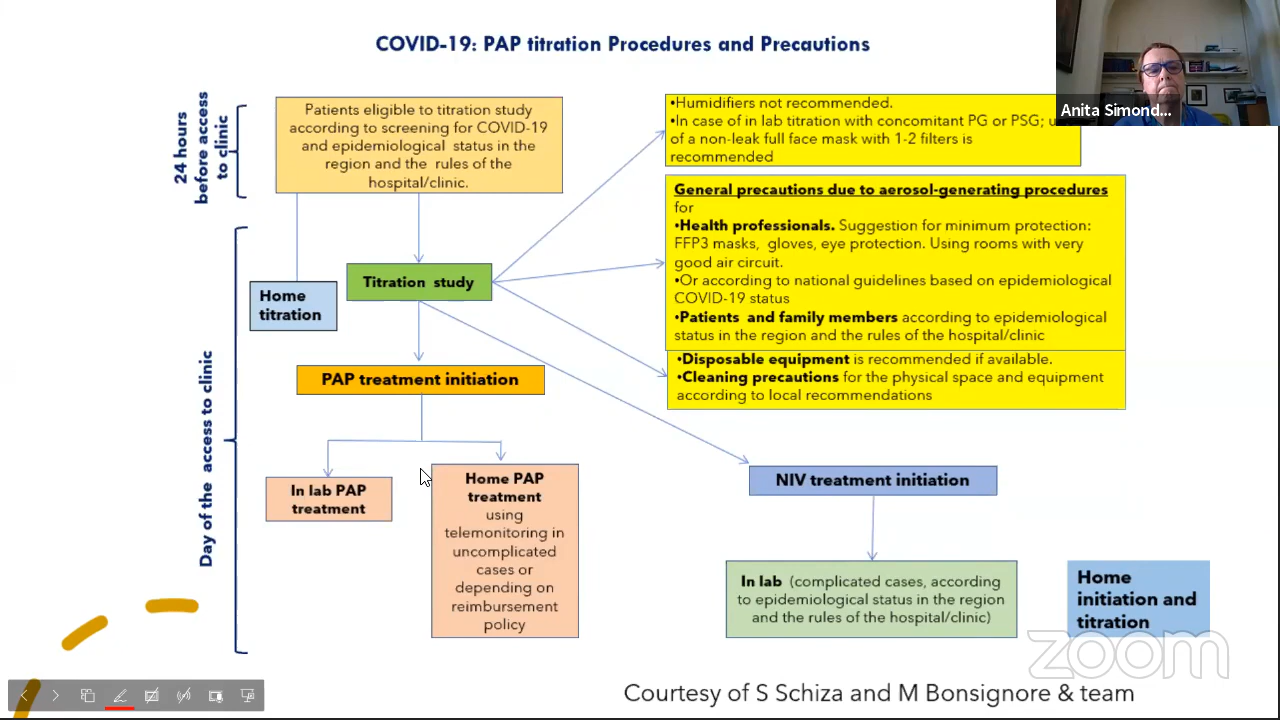 COVID-19: PAP titration Procedures and Precautions
Anita Simond...
24 hours
before access
to clinic
Patients eligible to titration study
according to screening for COVID-19
and epidemiological status in the
region and the rules of the
hospital/clinic.
•Humidifiers not recommended.
•In case of in lab titration with concomitant PG or PSG;
of a non-leak full face mask with 1-2 filters is
recommended
General precautions due to aerosol-generating procedures
for
•Health professionals. Suggestion for minimum protection:
FFP3 masks, gloves, eye protection. Using rooms with very
good air circuit.
•Or according to national guidelines based on epidemiological
COVID-19 status
•Patients and family members according to epidemiological
status in the region and the rules of the hospital/clinic
•Disposable equipment is recommended if available.
•Cleaning precautions for the physical space and equipment
according to local recommendations
Day of the access to clinic
Home
titration
Titration study
PAP treatment initiation
In lab PAP
treatment
Home PAP
treatment
using
telemonitoring in
uncomplicated
cases or
depending on
reimbursement
policy
NIV treatment initiation
In lab (complicated cases, according
to epidemiological status in the region
and the rules of the hospital/clinic)
Home
initiation and
titration
zoom
Courtesy of S Schiza and M Bonsignore & team